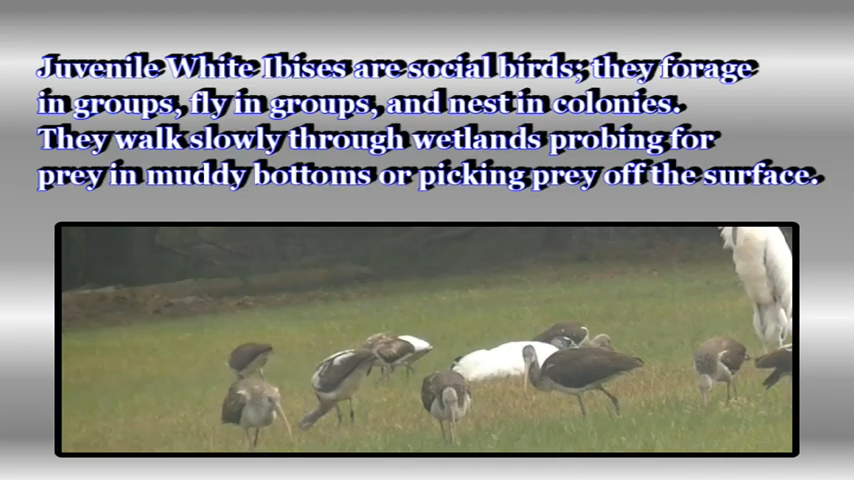 Juvenile White Ibises are social birds; they forage
in groups, fly in groups, and nest in colonies.
They walk slowly through wetlands probing for
prey in muddy bottoms or picking prey off the surface.